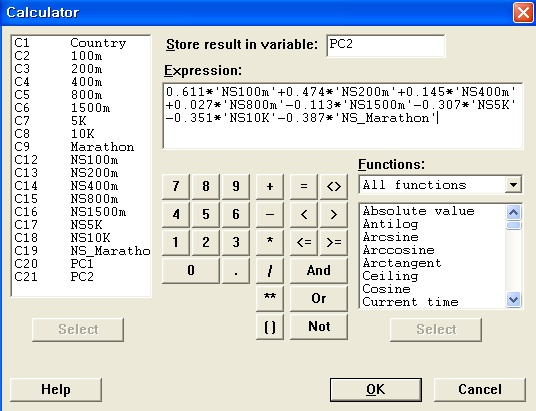 Calculator
C1 Country
C2 100m
C3 200m
C4 400m
C5 800m
C6 1500m
C7 5K
C8 10K
C9 Marathon
C12 NS100m
C13 NS200m
C14 NS400m
C15 NS800m
C16 NS1500m
C17 NS5K
C18 NS10K
C19 NS_Maratho
C20 PC1
C21 PC2
Select
Store result in variable: PC2
Expression:
0.611*'NS100m'+0.474*'NS200m'+0.145*'NS400m'
+0.027*'NS800m'-0.113*'NS1500m'-0.307*'NS5K'
-0.351*'NS10K'-0.387*'NS_Marathon'
7 8 9 + = <>
4 5 6 - < >
1 2 3 * <= >=
0 . / And
** Or
() Not
Functions:
All functions
Absolute value
Antilog
Arcsine
Arccosine
Arctangent
Ceiling
Cosine
Current time
Select
Help OK Cancel